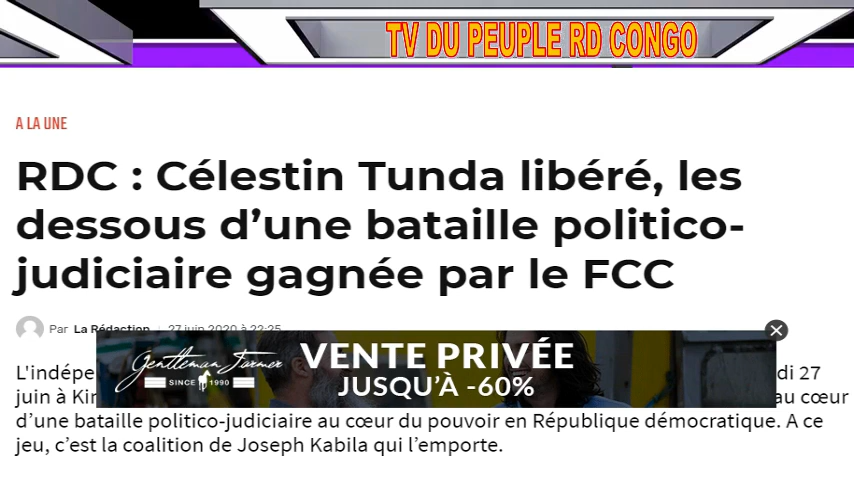 TV DU PEUPLE RD CONGO
A LA UNE
RDC : Célestin Tunda libéré, les
dessous d’une bataille politico-
judiciaire gagnée par le FCC
Par La Rédaction | 27 juin 2020 à 22:25
Gentleman Farmer
SINCE 1990
VENTE PRIVÉE
JUSQU’À -60%
L'indépe di 27
juin à Kin au cœur
d’une bataille politico-judiciaire au cœur du pouvoir en République démocratique. A ce
jeu, c’est la coalition de Joseph Kabila qui l’emporte.